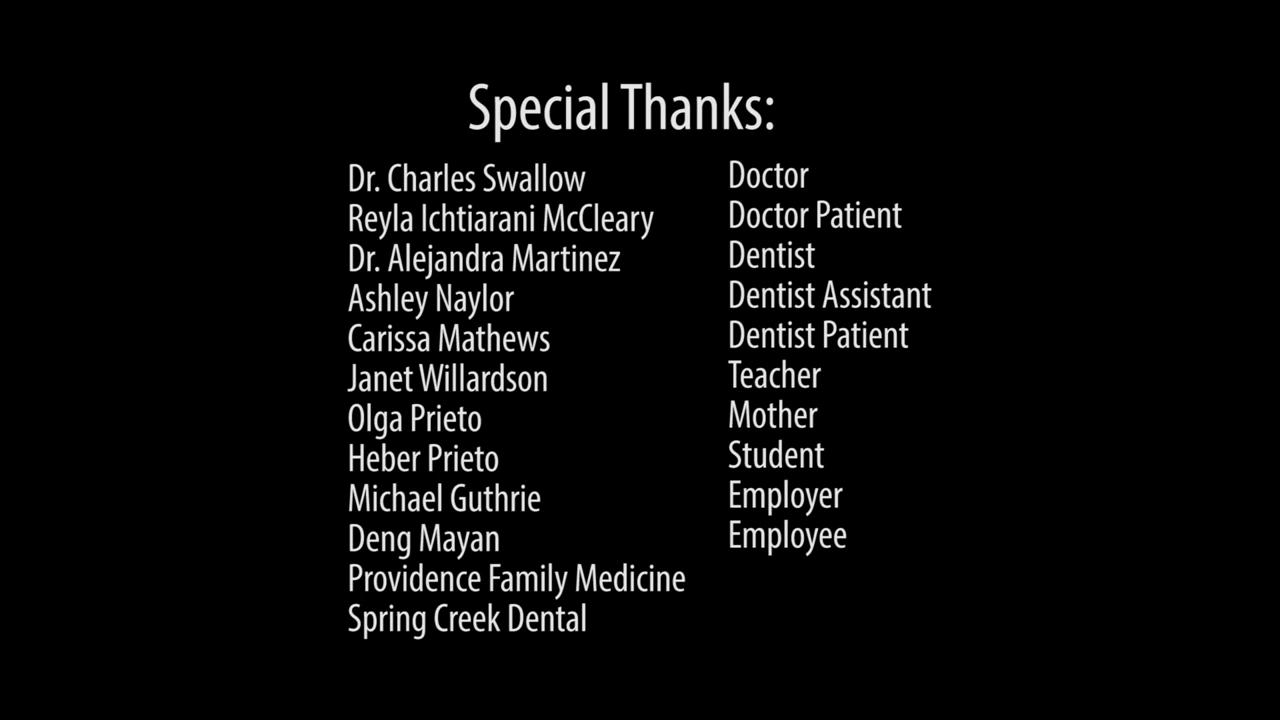 Special Thanks:
Dr. Charles Swallow Doctor
Reyla Ichtiarani McCleary Doctor Patient
Dr. Alejandra Martinez Dentist
Ashley Naylor Dentist Assistant
Carissa Mathews Dentist Patient
Janet Willardson Teacher
Olga Prieto Mother
Heber Prieto Student
Michael Guthrie Employer
Deng Mayan Employee
Providence Family Medicine
Spring Creek Dental